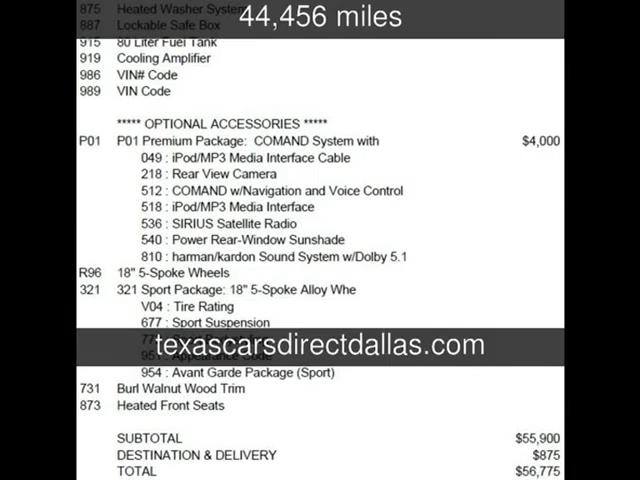 875 Heated Washer System
44,456 miles
887 Lockable Safe Box
915 80 Liter Fuel Tank
919 Cooling Amplifier
986 VIN# Code
989 VIN Code
***** OPTIONAL ACCESSORIES *****
P01 P01 Premium Package: COMAND System with $4,000
049 : iPod/MP3 Media Interface Cable
218 : Rear View Camera
512 : COMAND w/Navigation and Voice Control
518 : iPod/MP3 Media Interface
536 : SIRIUS Satellite Radio
540 : Power Rear-Window Sunshade
810 : harman/kardon Sound System w/Dolby 5.1
R96 18" 5-Spoke Wheels
321 321 Sport Package: 18" 5-Spoke Alloy Whe
V04 : Tire Rating
677 : Sport Suspension
texascarsdirectdallas.com
951 : Appearance Code
954 : Avant Garde Package (Sport)
731 Burl Walnut Wood Trim
873 Heated Front Seats
SUBTOTAL $55,900
DESTINATION & DELIVERY $875
TOTAL $56,775